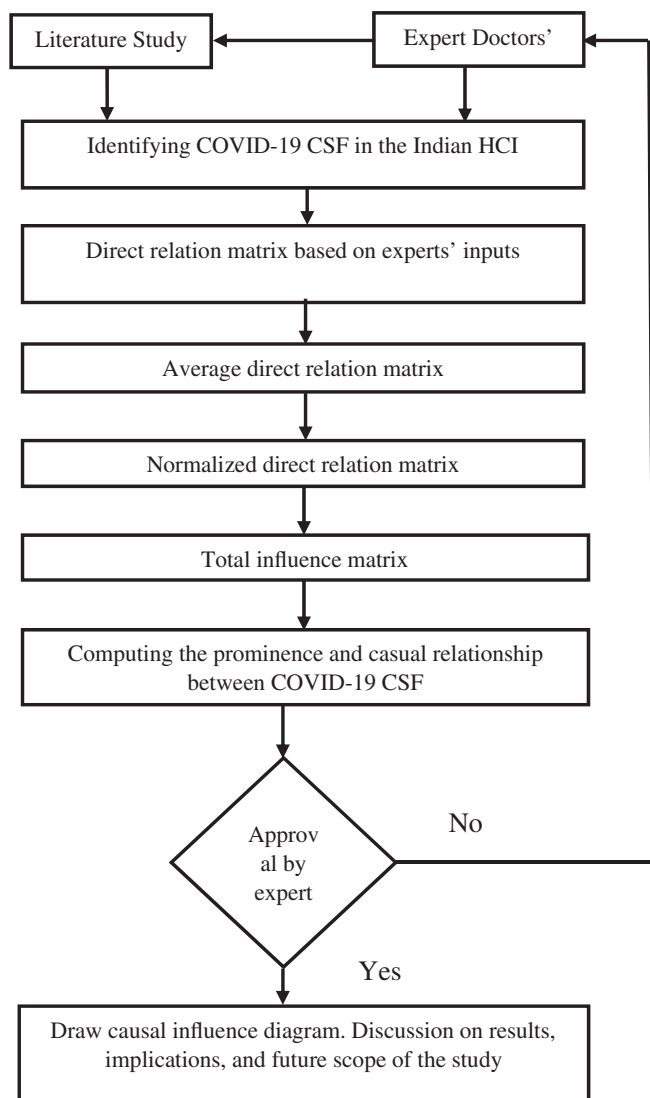 Literature Study
Expert Doctors’
Identifying COVID-19 CSF in the Indian HCI
Direct relation matrix based on experts’ inputs
Average direct relation matrix
Normalized direct relation matrix
Total influence matrix
Computing the prominence and casual relationship
between COVID-19 CSF
Approv
al by
expert
No
Yes
Draw causal influence diagram. Discussion on results,
implications, and future scope of the study